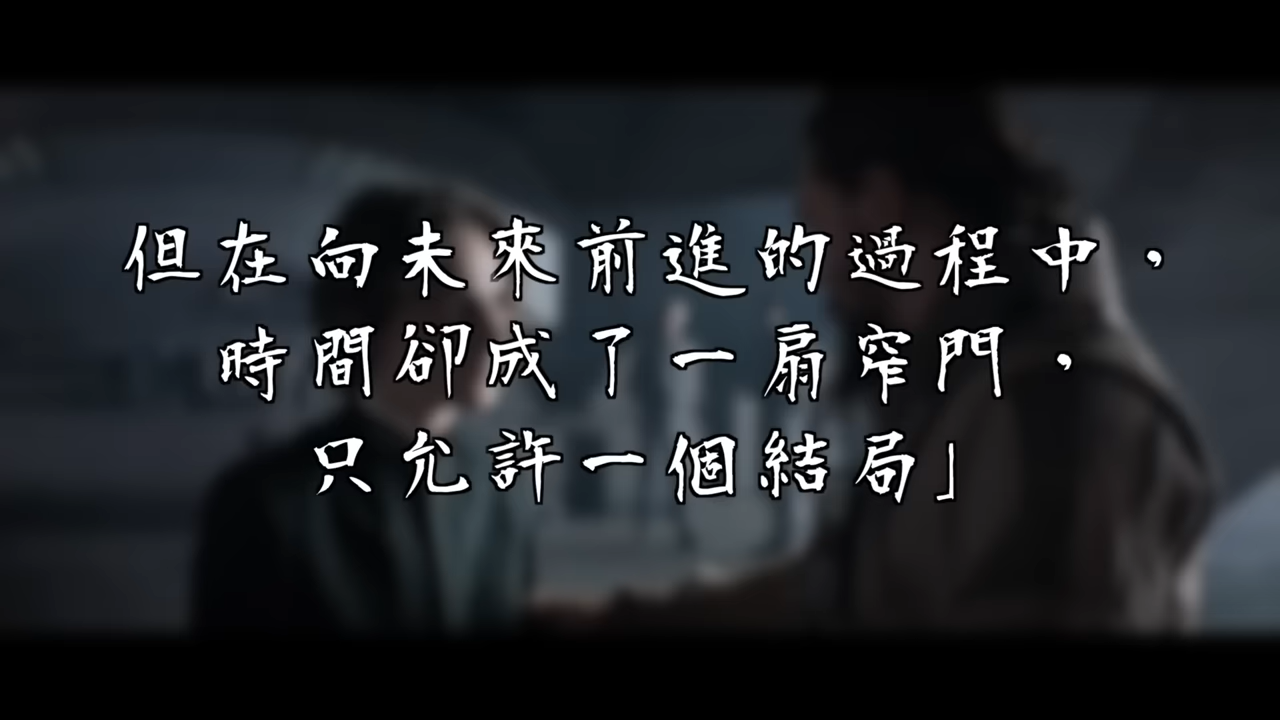 但在向未來前進的過程中，
時間卻成了一扇窄門，
只允許一個結局」